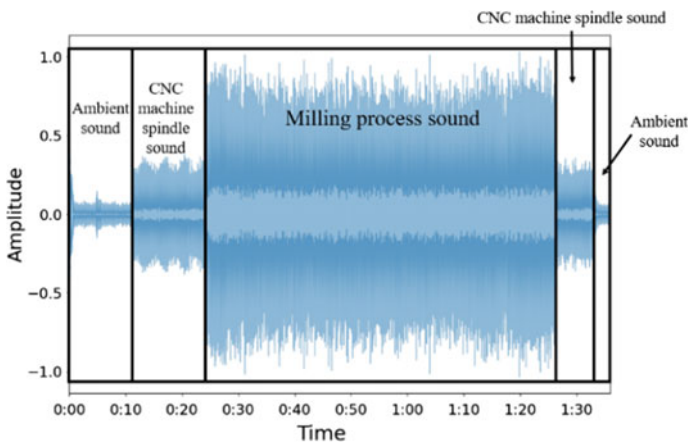 CNC machine spindle sound
Ambient
sound
CNC
machine
spindle
sound
Milling process sound
Ambient
sound
Amplitude
1.0
0.5
0.0
−0.5
−1.0
0:00 0:10 0:20 0:30 0:40 0:50 1:00 1:10 1:20 1:30
Time